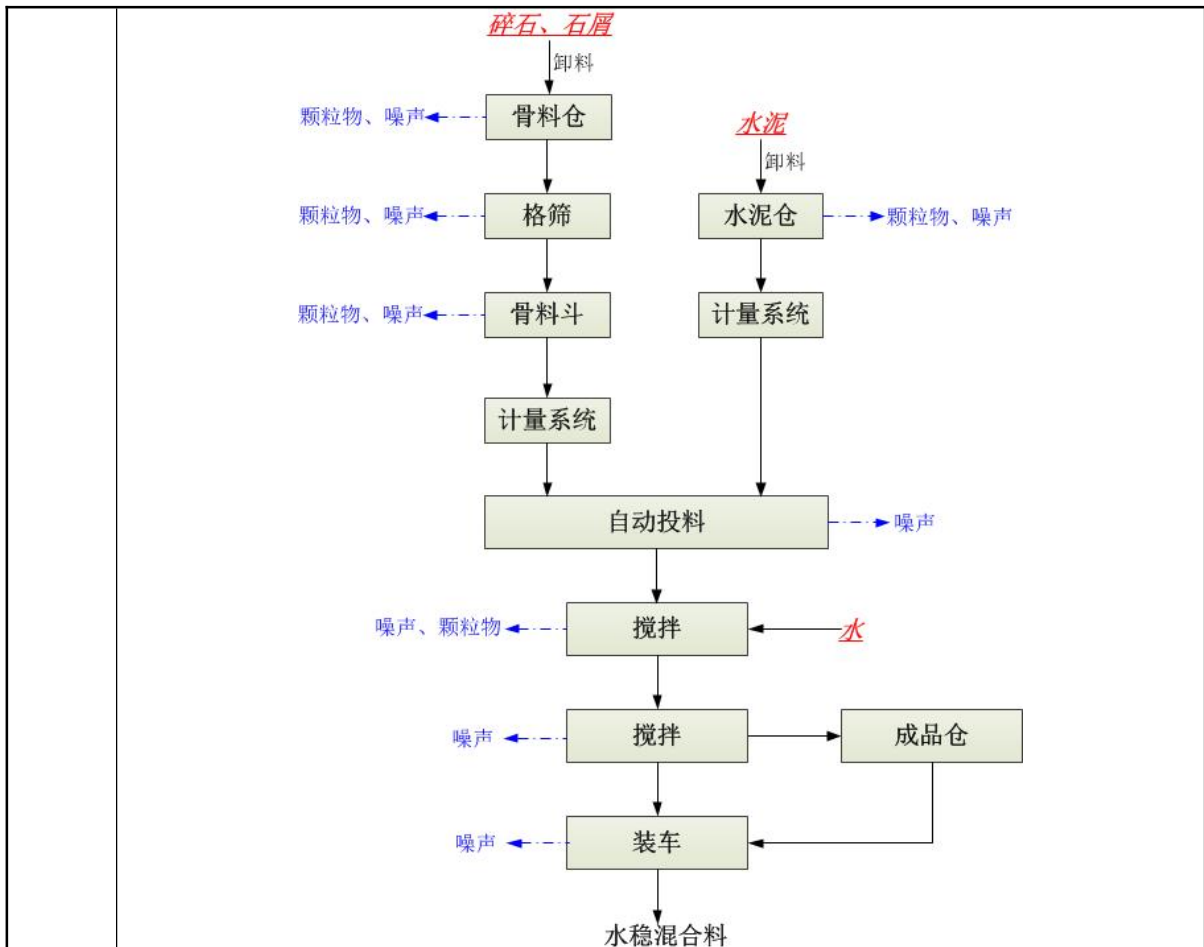 碎石、石屑
卸料
颗粒物、噪声
骨料仓
水泥
卸料
颗粒物、噪声
格筛
水泥仓
颗粒物、噪声
颗粒物、噪声
骨料斗
计量系统
计量系统
自动投料
噪声
噪声、颗粒物
搅拌
水
噪声
搅拌
成品仓
噪声
装车
水稳混合料